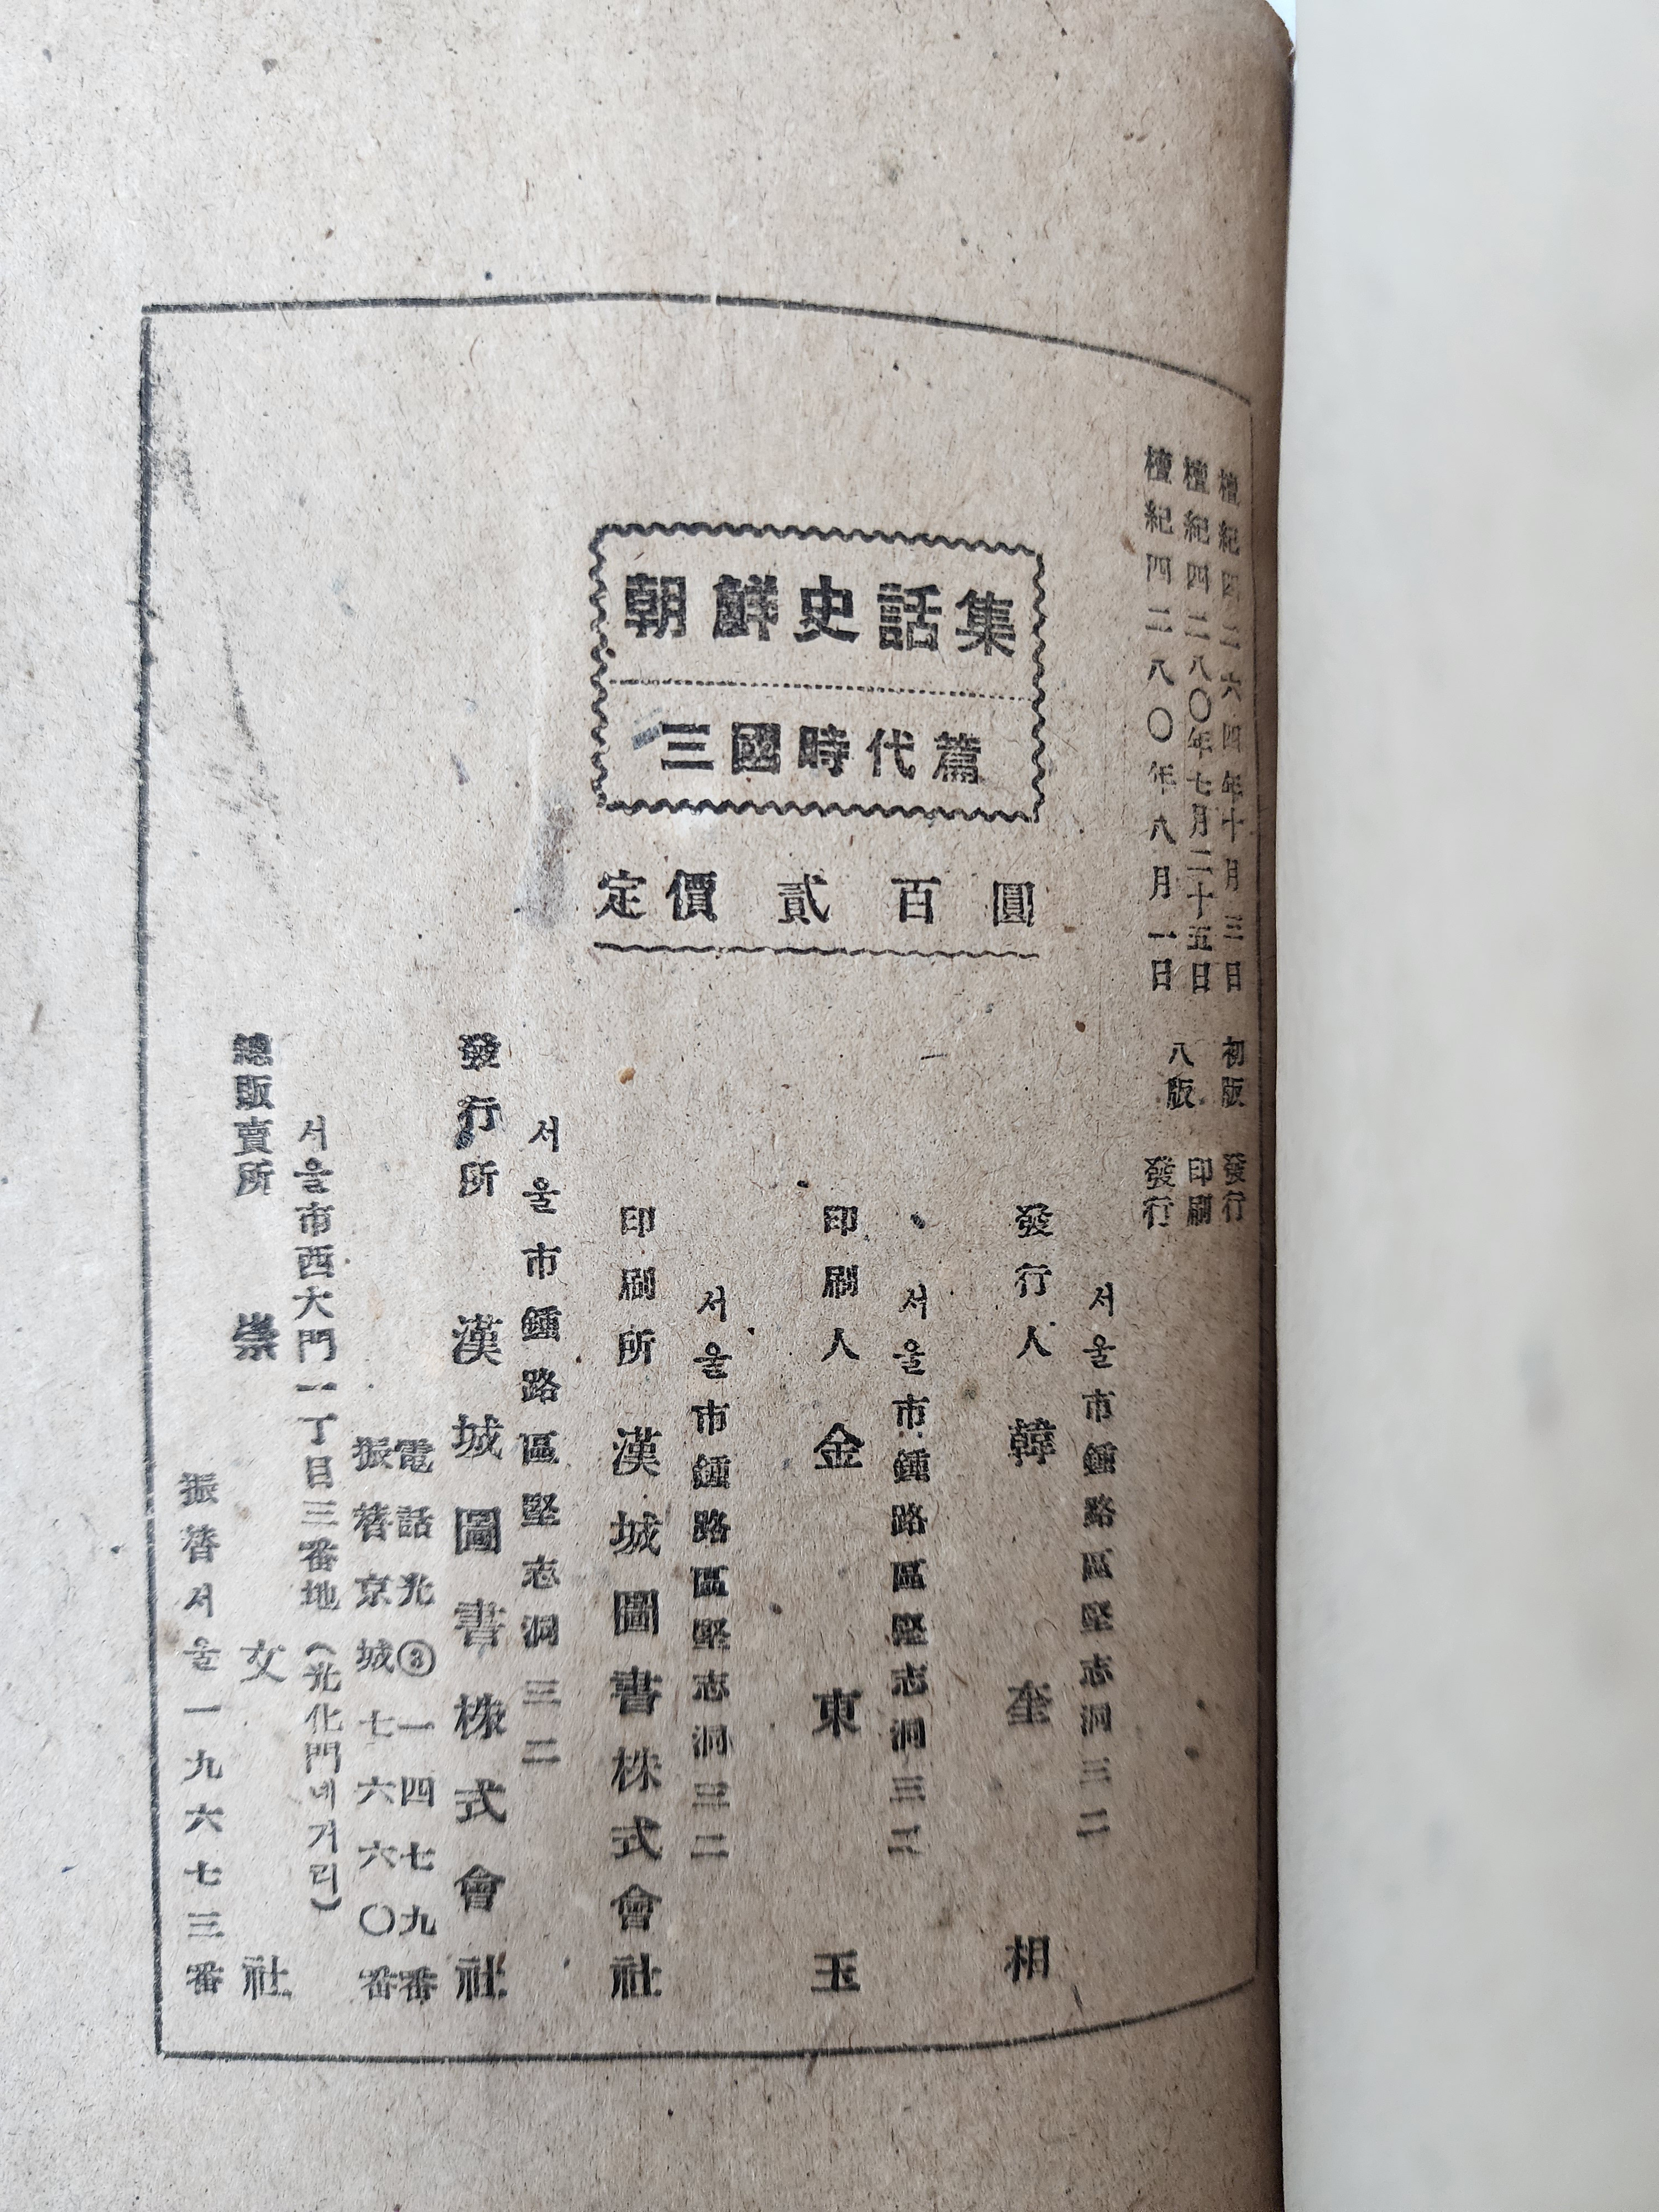 檀紀四二六四年十月三日 初版 發行
檀紀四二八〇年七月二十五日 八版 印刷
檀紀四二八〇年八月一日 發行
朝鮮史話集
三國時代篇
定價 貳百圓
서울市鍾路區堅志洞三二
發行人 韓奎相
서울市鍾路區堅志洞三二
印刷人 金東玉
서울市鍾路區堅志洞三二
印刷所 漢城圖書株式會社
서울市鍾路區堅志洞三二
發行所 漢城圖書株式會社
電話光③一四七九番
振替京城七六六〇番
서울市西大門一丁目三番地(光化門네거리)
總販賣所 崇文社
振替서울一九六七三番